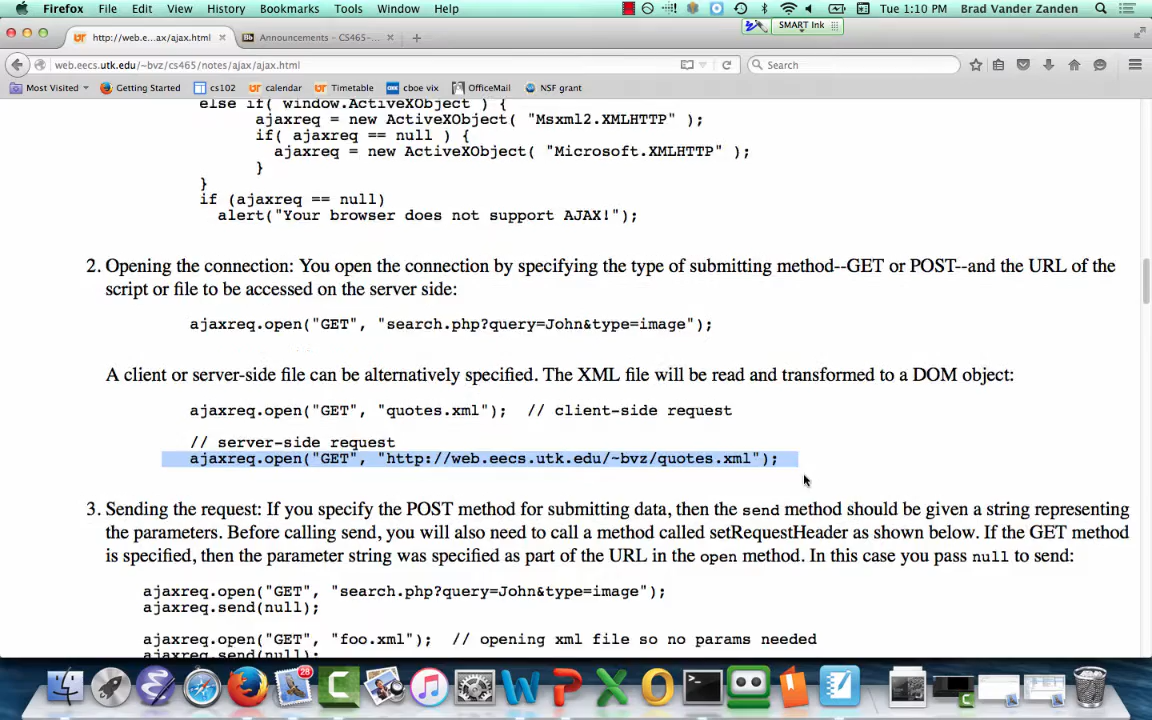 Firefox File Edit View History Bookmarks Tools Window Help Tue 1:10 PM Brad Vander Zanden
http://web.e...ax/ajax.html Announcements – CS465-... SMART Ink
web.eecs.utk.edu/~bvz/cs465/notes/ajax/ajax.html Search
Most Visited Getting Started cs102 calendar Timetable cboe vix OfficeMail NSF grant
else if( window.ActiveXObject ) {
ajaxreq = new ActiveXObject( "Msxml2.XMLHTTP" );
if( ajaxreq == null ) {
ajaxreq = new ActiveXObject( "Microsoft.XMLHTTP" );
}
}
if (ajaxreq == null)
alert("Your browser does not support AJAX!");
2. Opening the connection: You open the connection by specifying the type of submitting method--GET or POST--and the URL of the
script or file to be accessed on the server side:
ajaxreq.open("GET", "search.php?query=John&type=image");
A client or server-side file can be alternatively specified. The XML file will be read and transformed to a DOM object:
ajaxreq.open("GET", "quotes.xml"); // client-side request
// server-side request
ajaxreq.open("GET", "http://web.eecs.utk.edu/~bvz/quotes.xml");
3. Sending the request: If you specify the POST method for submitting data, then the send method should be given a string representing
the parameters. Before calling send, you will also need to call a method called setRequestHeader as shown below. If the GET method
is specified, then the parameter string was specified as part of the URL in the open method. In this case you pass null to send:
ajaxreq.open("GET", "search.php?query=John&type=image");
ajaxreq.send(null);
ajaxreq.open("GET", "foo.xml"); // opening xml file so no params needed
ajaxreq.send(null);
28